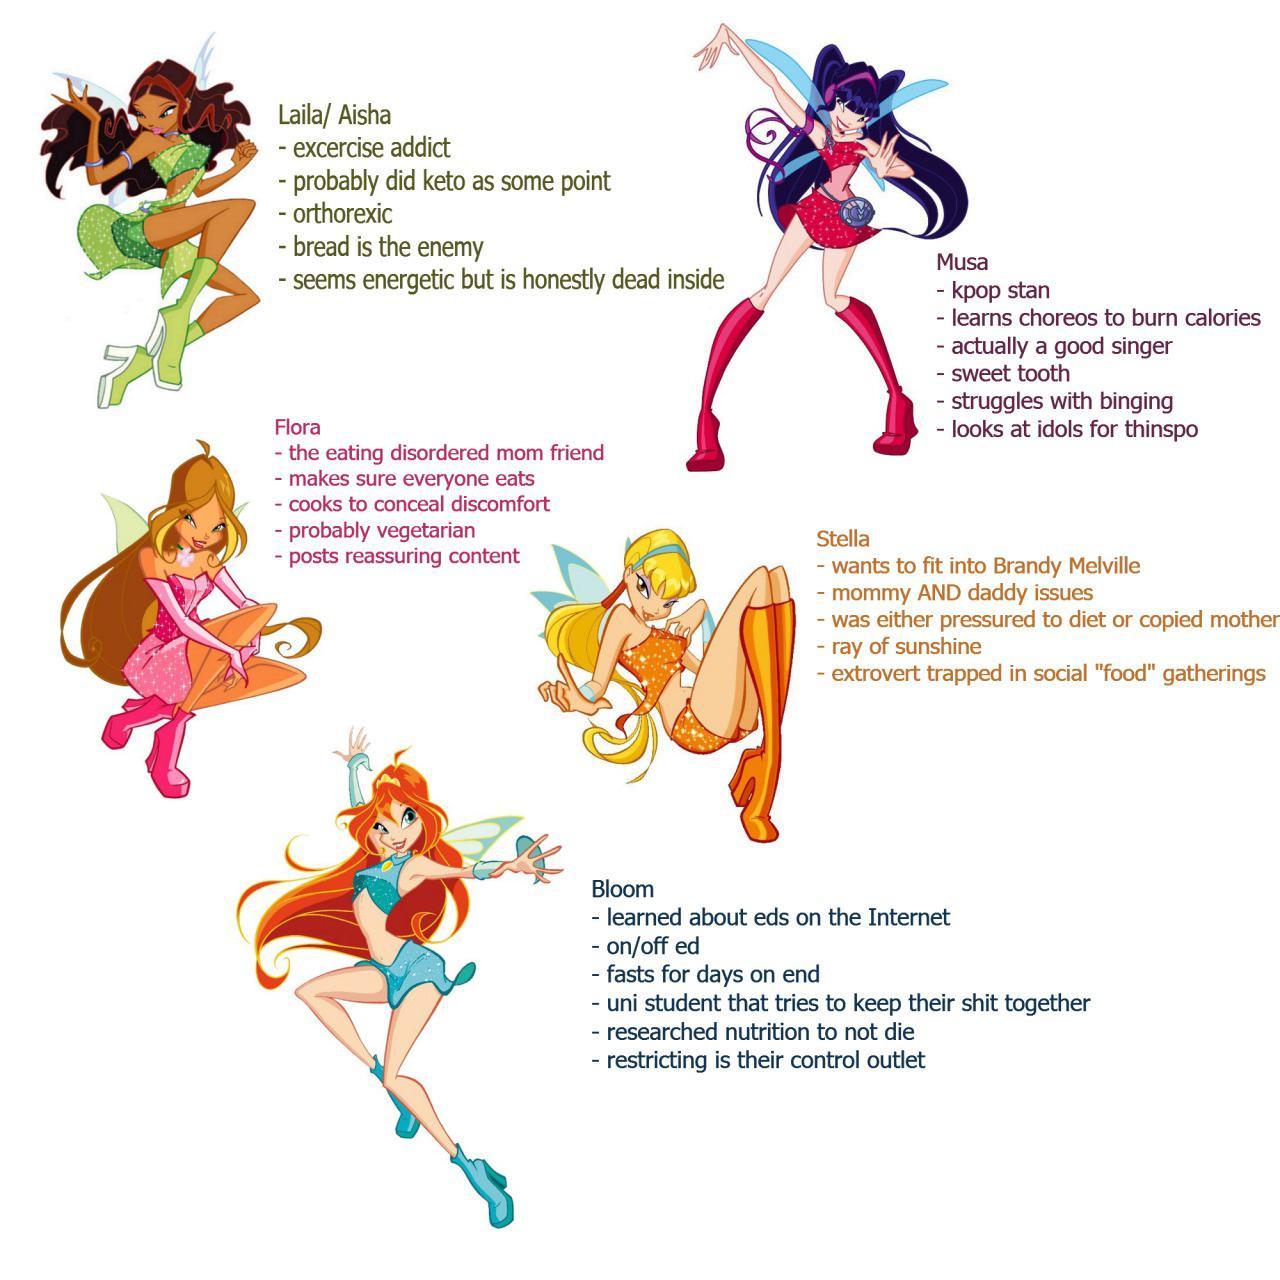 Laila/ Aisha
- excercise addict
- probably did keto as some point
- orthorexic
- bread is the enemy
- seems energetic but is honestly dead inside
Musa
- kpop stan
- learns choreos to burn calories
- actually a good singer
- sweet tooth
- struggles with binging
- looks at idols for thinspo
Flora
- the eating disordered mom friend
- makes sure everyone eats
- cooks to conceal discomfort
- probably vegetarian
- posts reassuring content
Stella
- wants to fit into Brandy Melville
- mommy AND daddy issues
- was either pressured to diet or copied mother
- ray of sunshine
- extrovert trapped in social "food" gatherings
Bloom
- learned about eds on the Internet
- on/off ed
- fasts for days on end
- uni student that tries to keep their shit together
- researched nutrition to not die
- restricting is their control outlet